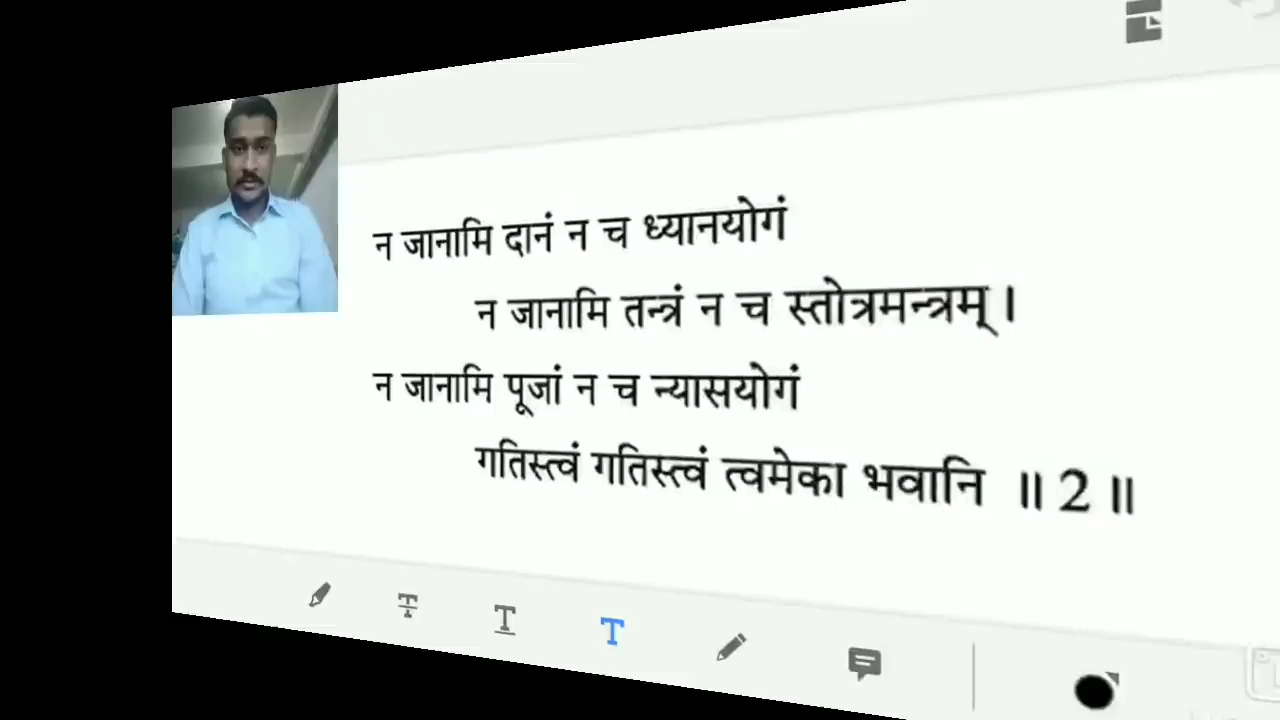 न जानामि दानं न च ध्यानयोगं
न जानामि तन्त्रं न च स्तोत्रमन्त्रम् ।
न जानामि पूजां न च न्यासयोगं
गतिस्त्वं गतिस्त्वं त्वमेका भवानि ॥ 2 ॥